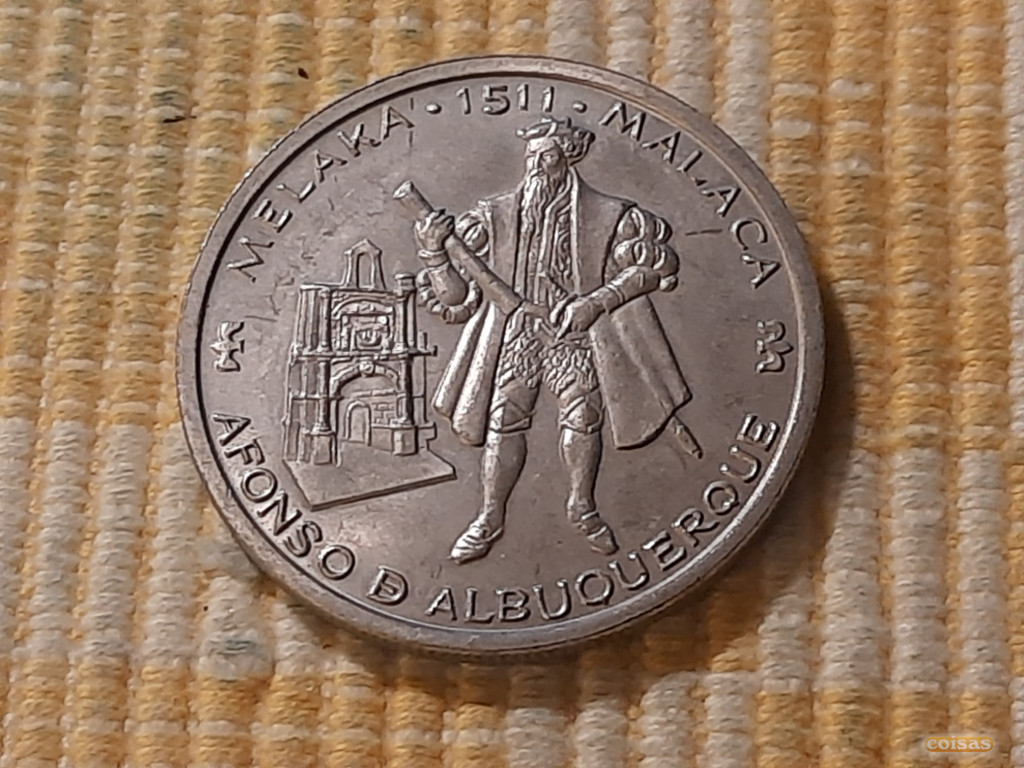 MELAKA · 1511 · MALACA
AFONSO D ALBUQUERQUE
coisas